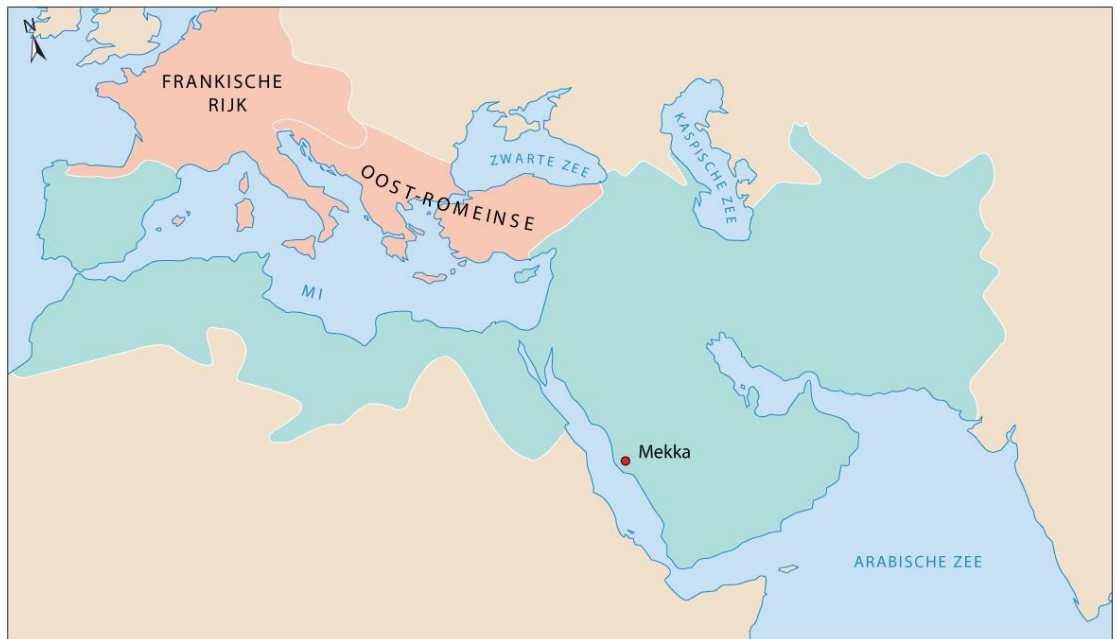 N
FRANKISCHE
RIJK
ZWARTE ZEE
KASPISCHE ZEE
OOST-ROMEINSE
MI
Mekka
ARABISCHE ZEE